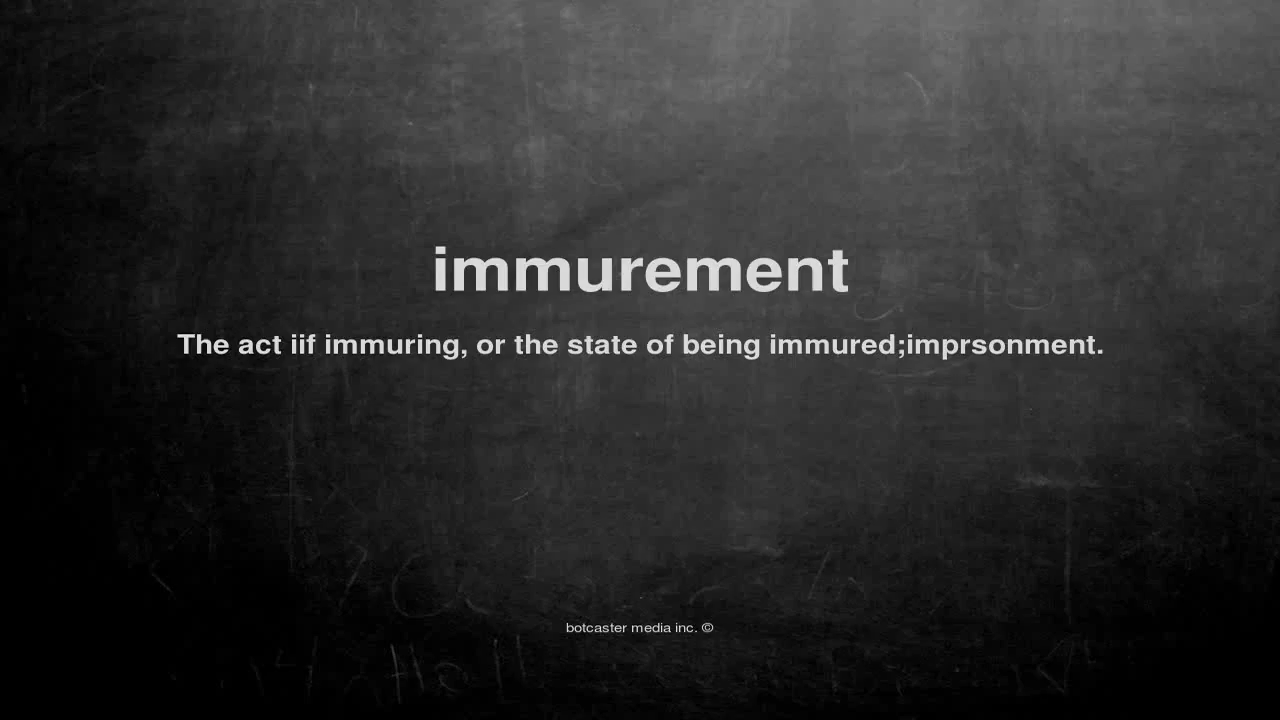 immurement
The act iif immuring, or the state of being immured;imprsonment.
botcaster media inc. ©